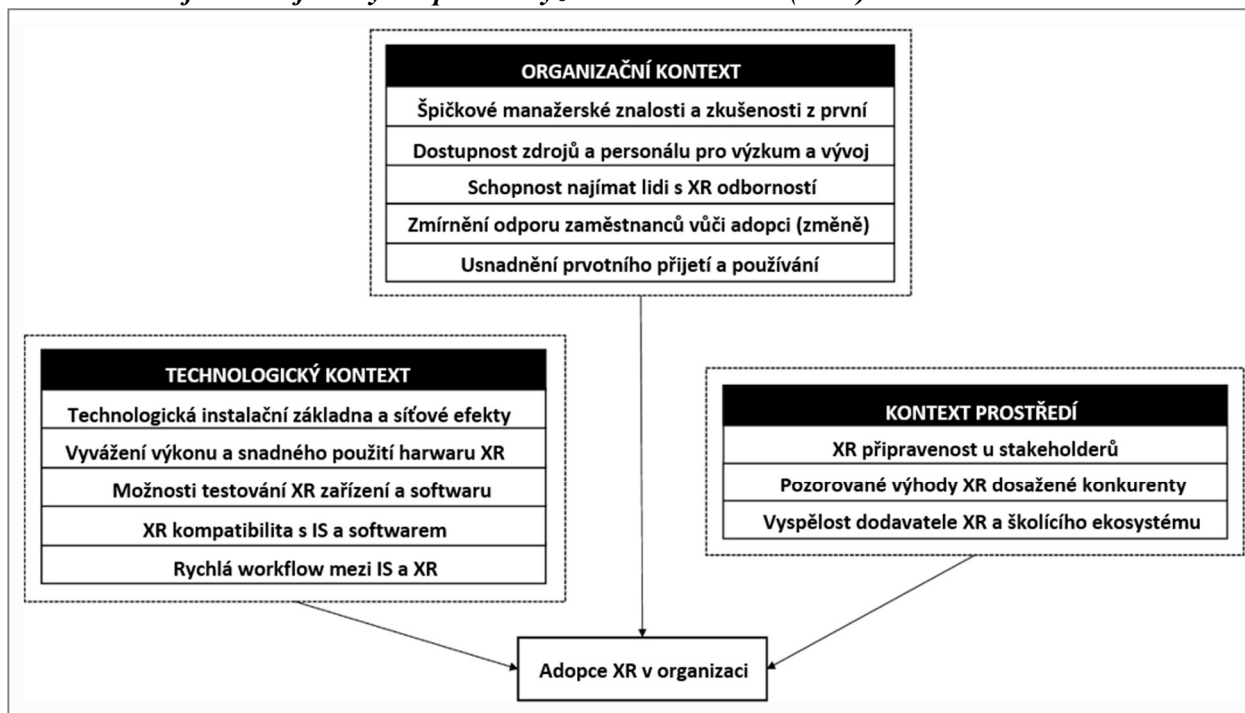 ORGANIZAČNÍ KONTEXT
Špičkové manažerské znalosti a zkušenosti z první
Dostupnost zdrojů a personálu pro výzkum a vývoj
Schopnost najímat lidi s XR odborností
Zmírnění odporu zaměstnanců vůči adopci (změně)
Usnadnění prvotního přijetí a používání
TECHNOLOGICKÝ KONTEXT
Technologická instalační základna a síťové efekty
Vyvážení výkonu a snadného použití harwaru XR
Možnosti testování XR zařízení a softwaru
XR kompatibilita s IS a softwarem
Rychlá workflow mezi IS a XR
KONTEXT PROSTŘEDÍ
XR připravenost u stakeholderů
Pozorované výhody XR dosažené konkurenty
Vyspělost dodavatele XR a školícího ekosystému
Adopce XR v organizaci